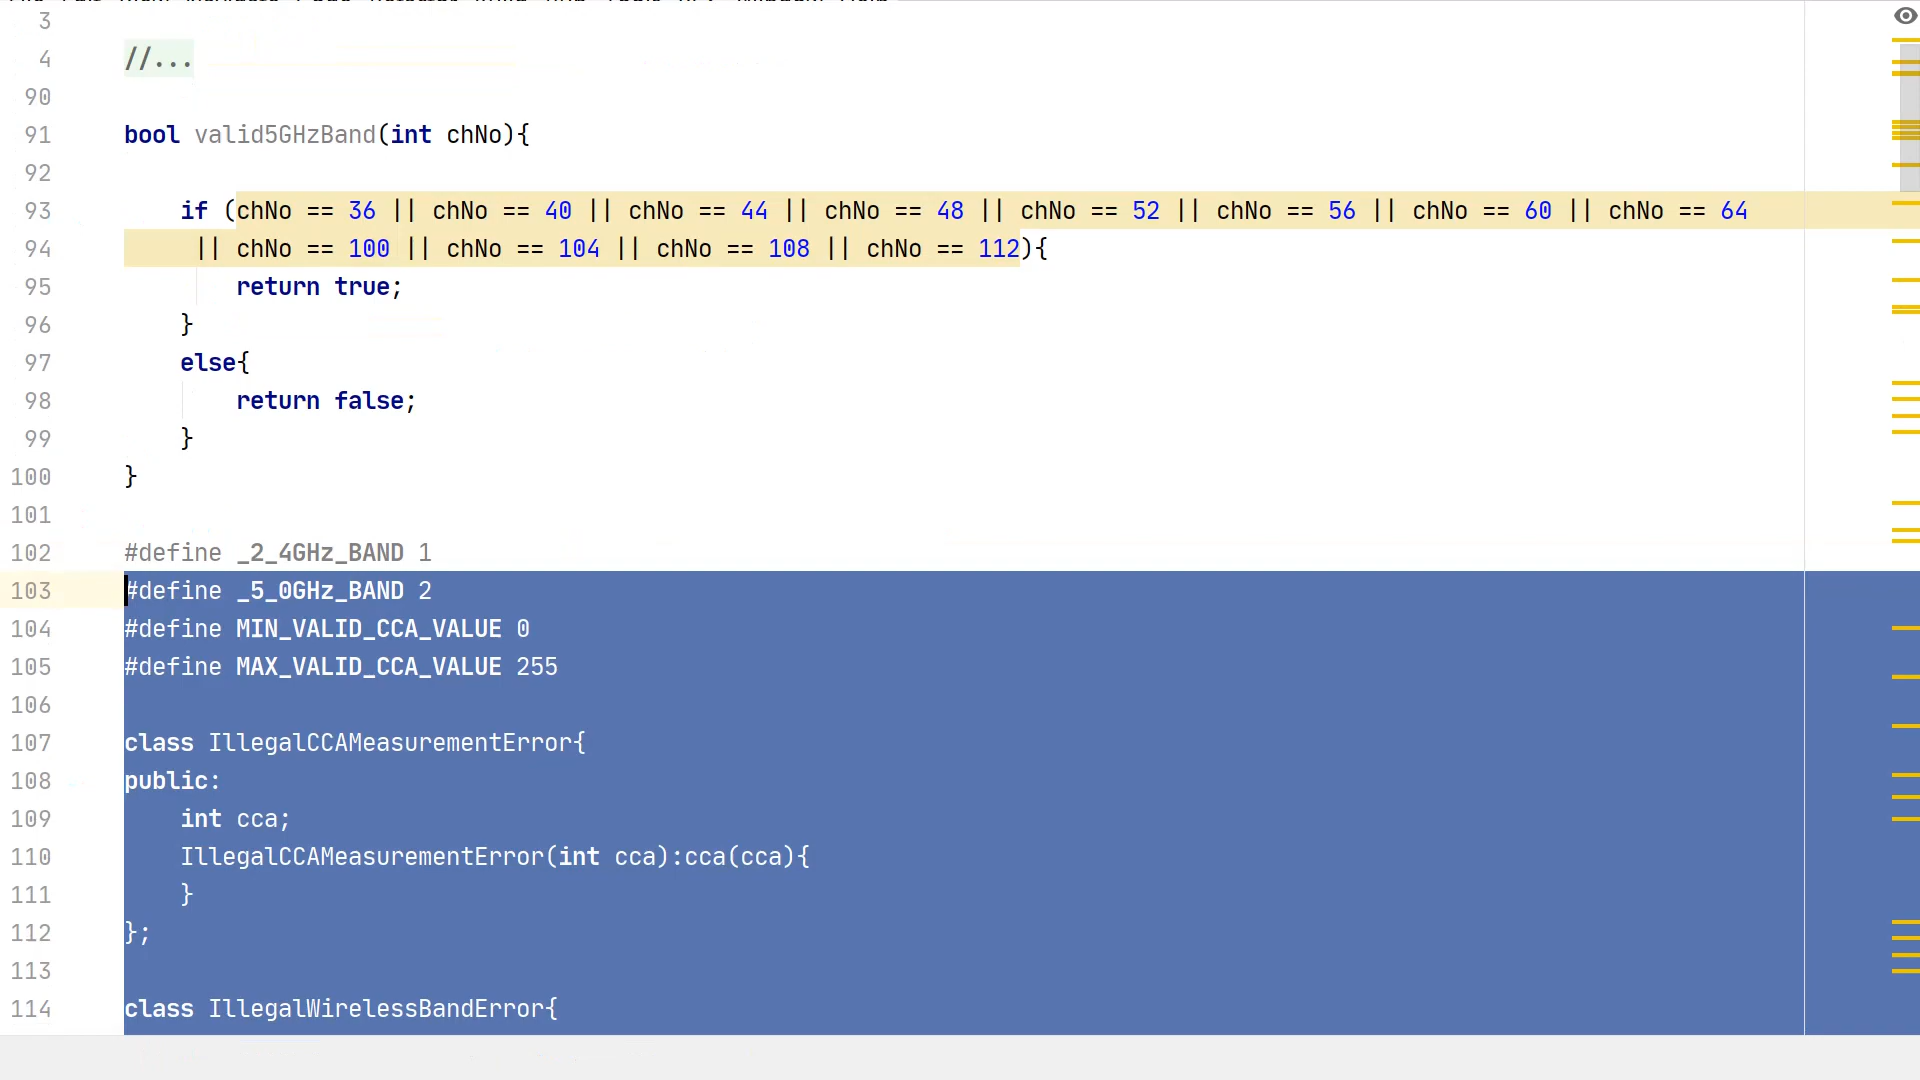 3
4 //...
90
91 bool valid5GHzBand(int chNo){
92
93 if (chNo == 36 || chNo == 40 || chNo == 44 || chNo == 48 || chNo == 52 || chNo == 56 || chNo == 60 || chNo == 64
94 || chNo == 100 || chNo == 104 || chNo == 108 || chNo == 112){
95 return true;
96 }
97 else{
98 return false;
99 }
100 }
101
102 #define _2_4GHz_BAND 1
103 #define _5_0GHz_BAND 2
104 #define MIN_VALID_CCA_VALUE 0
105 #define MAX_VALID_CCA_VALUE 255
106
107 class IllegalCCAMeasurementError{
108 public:
109 int cca;
110 IllegalCCAMeasurementError(int cca):cca(cca){
111 }
112 };
113
114 class IllegalWirelessBandError{